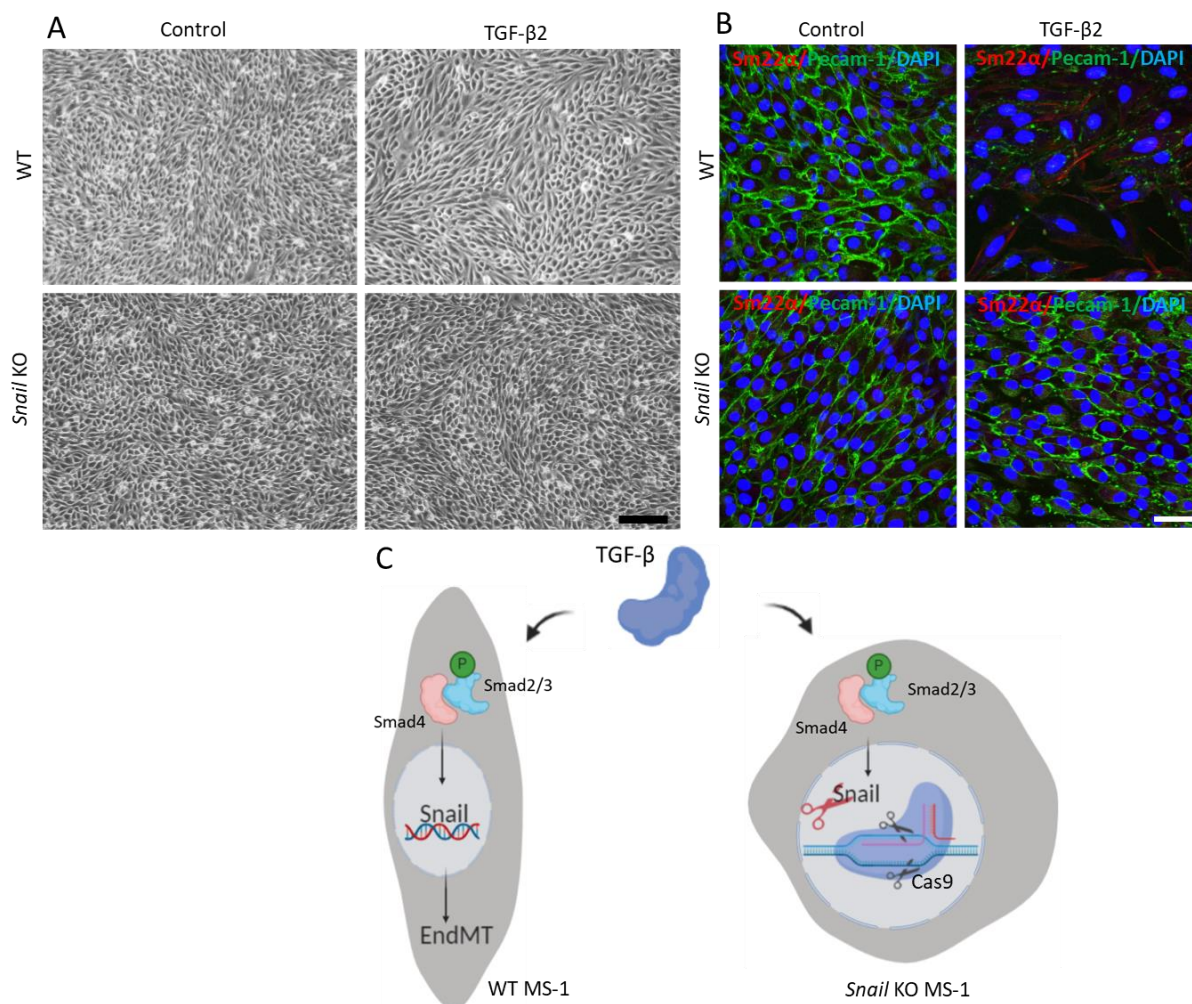 A
Control
TGF-β2
WT
Snail KO
B
Control
TGF-β2
WT
Snail KO
Sm22α/Pecam-1/DAPI
Sm22α/Pecam-1/DAPI
Sm22α/Pecam-1/DAPI
Sm22α/Pecam-1/DAPI
C
TGF-β
P
Smad2/3
Smad4
Snail
EndMT
WT MS-1
P
Smad2/3
Smad4
Snail
Cas9
Snail KO MS-1